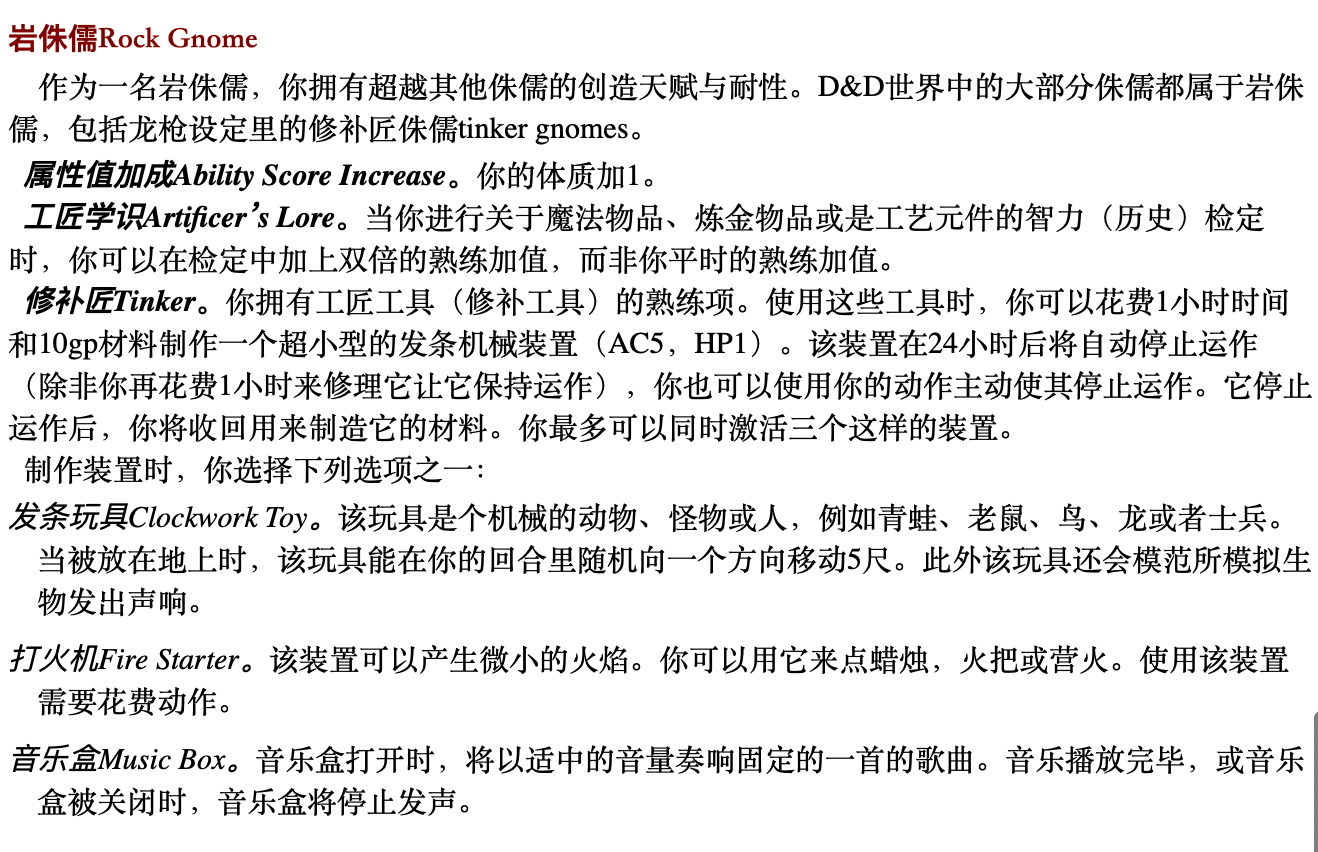 岩侏儒Rock Gnome
作为一名岩侏儒，你拥有超越其他侏儒的创造天赋与耐性。D&D世界中的大部分侏儒都属于岩侏
儒，包括龙枪设定里的修补匠侏儒tinker gnomes。
属性值加成Ability Score Increase。你的体质加1。
工匠学识Artificer’s Lore。当你进行关于魔法物品、炼金物品或是工艺元件的智力（历史）检定
时，你可以在检定中加上双倍的熟练加值，而非你平时的熟练加值。
修补匠Tinker。你拥有工匠工具（修补工具）的熟练项。使用这些工具时，你可以花费1小时时间
和10gp材料制作一个超小型的发条机械装置（AC5，HP1）。该装置在24小时后将自动停止运作
（除非你再花费1小时来修理它让它保持运作），你也可以使用你的动作主动使其停止运作。它停止
运作后，你将收回用来制造它的材料。你最多可以同时激活三个这样的装置。
制作装置时，你选择下列选项之一：
发条玩具Clockwork Toy。该玩具是个机械的动物、怪物或人，例如青蛙、老鼠、鸟、龙或者士兵。
当被放在地上时，该玩具能在你的回合里随机向一个方向移动5尺。此外该玩具还会模范所模拟生
物发出声响。
打火机Fire Starter。该装置可以产生微小的火焰。你可以用它来点蜡烛，火把或营火。使用该装置
需要花费动作。
音乐盒Music Box。音乐盒打开时，将以适中的音量奏响固定的一首的歌曲。音乐播放完毕，或音乐
盒被关闭时，音乐盒将停止发声。